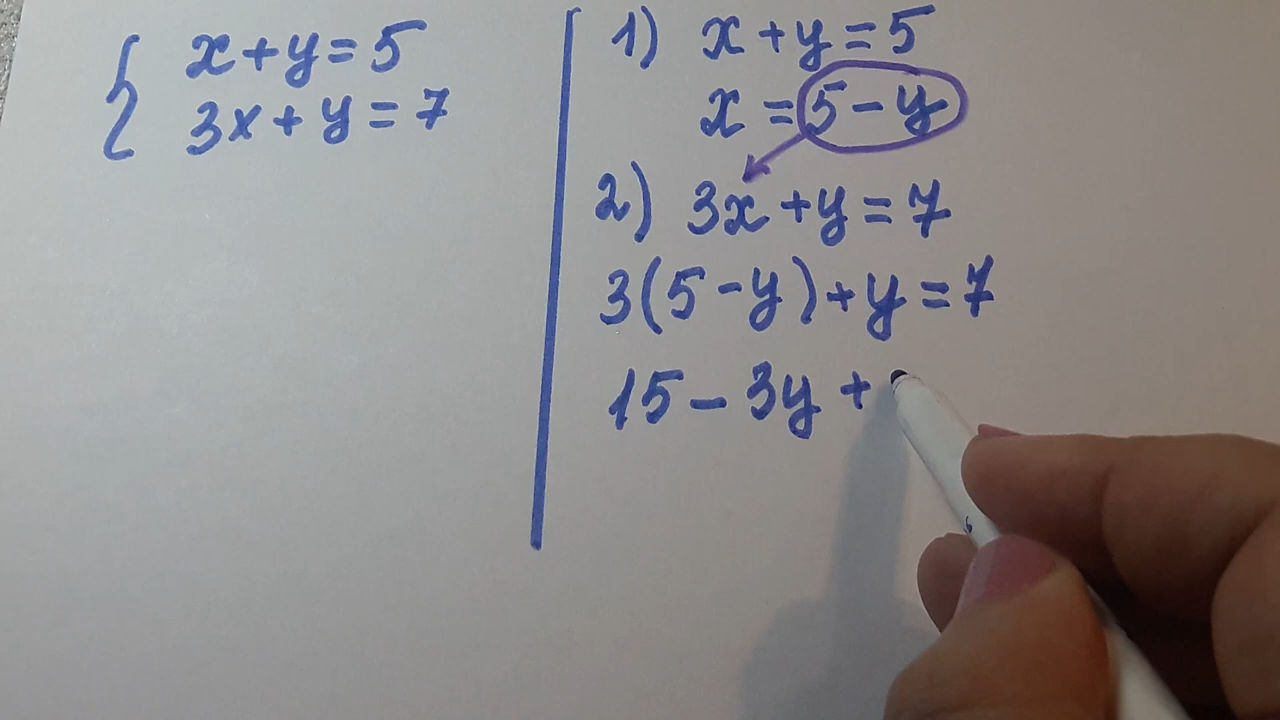 x+y=5
3x+y=7
1) x+y=5
x=5-y
2) 3x+y=7
3(5-y)+y=7
15-3y+